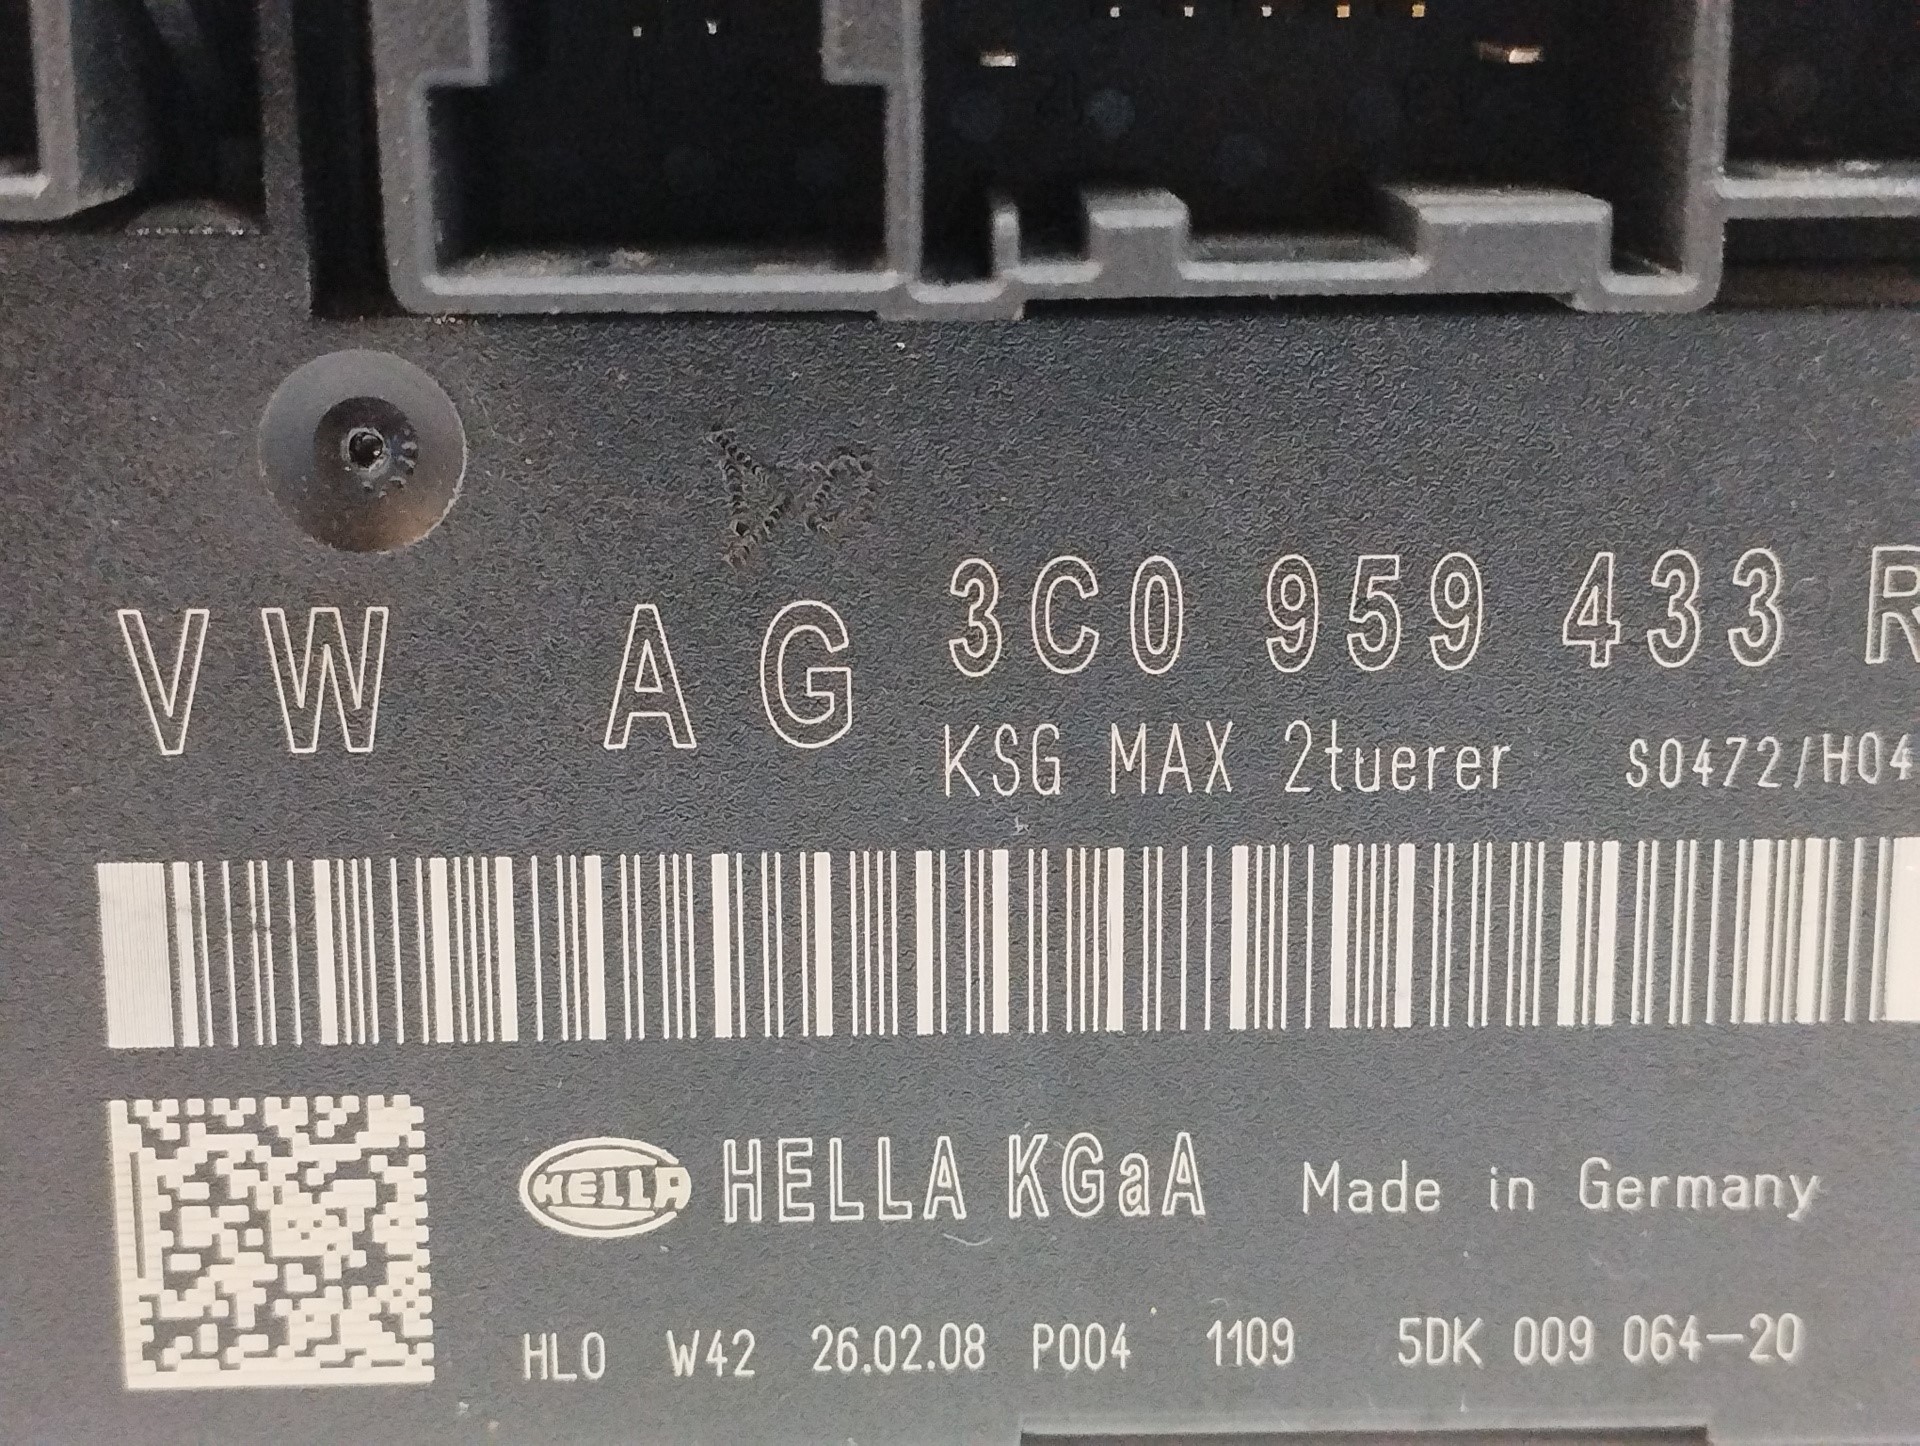 VW AG 3C0 959 433 R
KSG MAX 2tuerer S0472/H04
HELLA HELLA KGaA Made in Germany
HLO W42 26.02.08 P004 1109 5DK 009 064-20